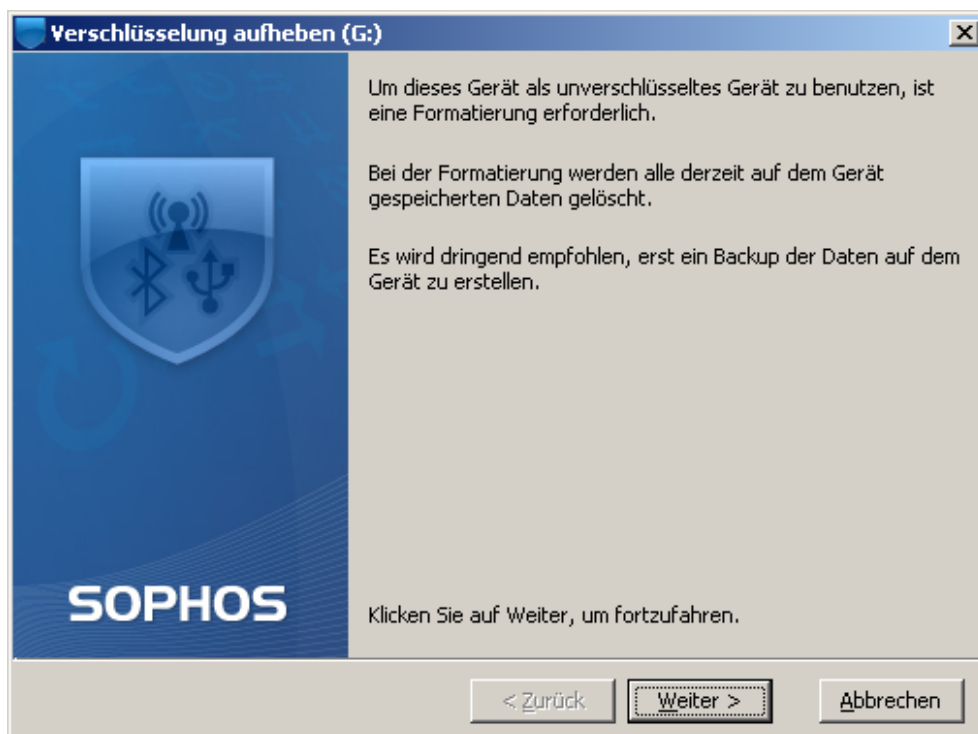 Verschlüsselung aufheben (G:)
Um dieses Gerät als unverschlüsseltes Gerät zu benutzen, ist
eine Formatierung erforderlich.
Bei der Formatierung werden alle derzeit auf dem Gerät
gespeicherten Daten gelöscht.
Es wird dringend empfohlen, erst ein Backup der Daten auf dem
Gerät zu erstellen.
SOPHOS
Klicken Sie auf Weiter, um fortzufahren.
< Zurück Weiter > Abbrechen